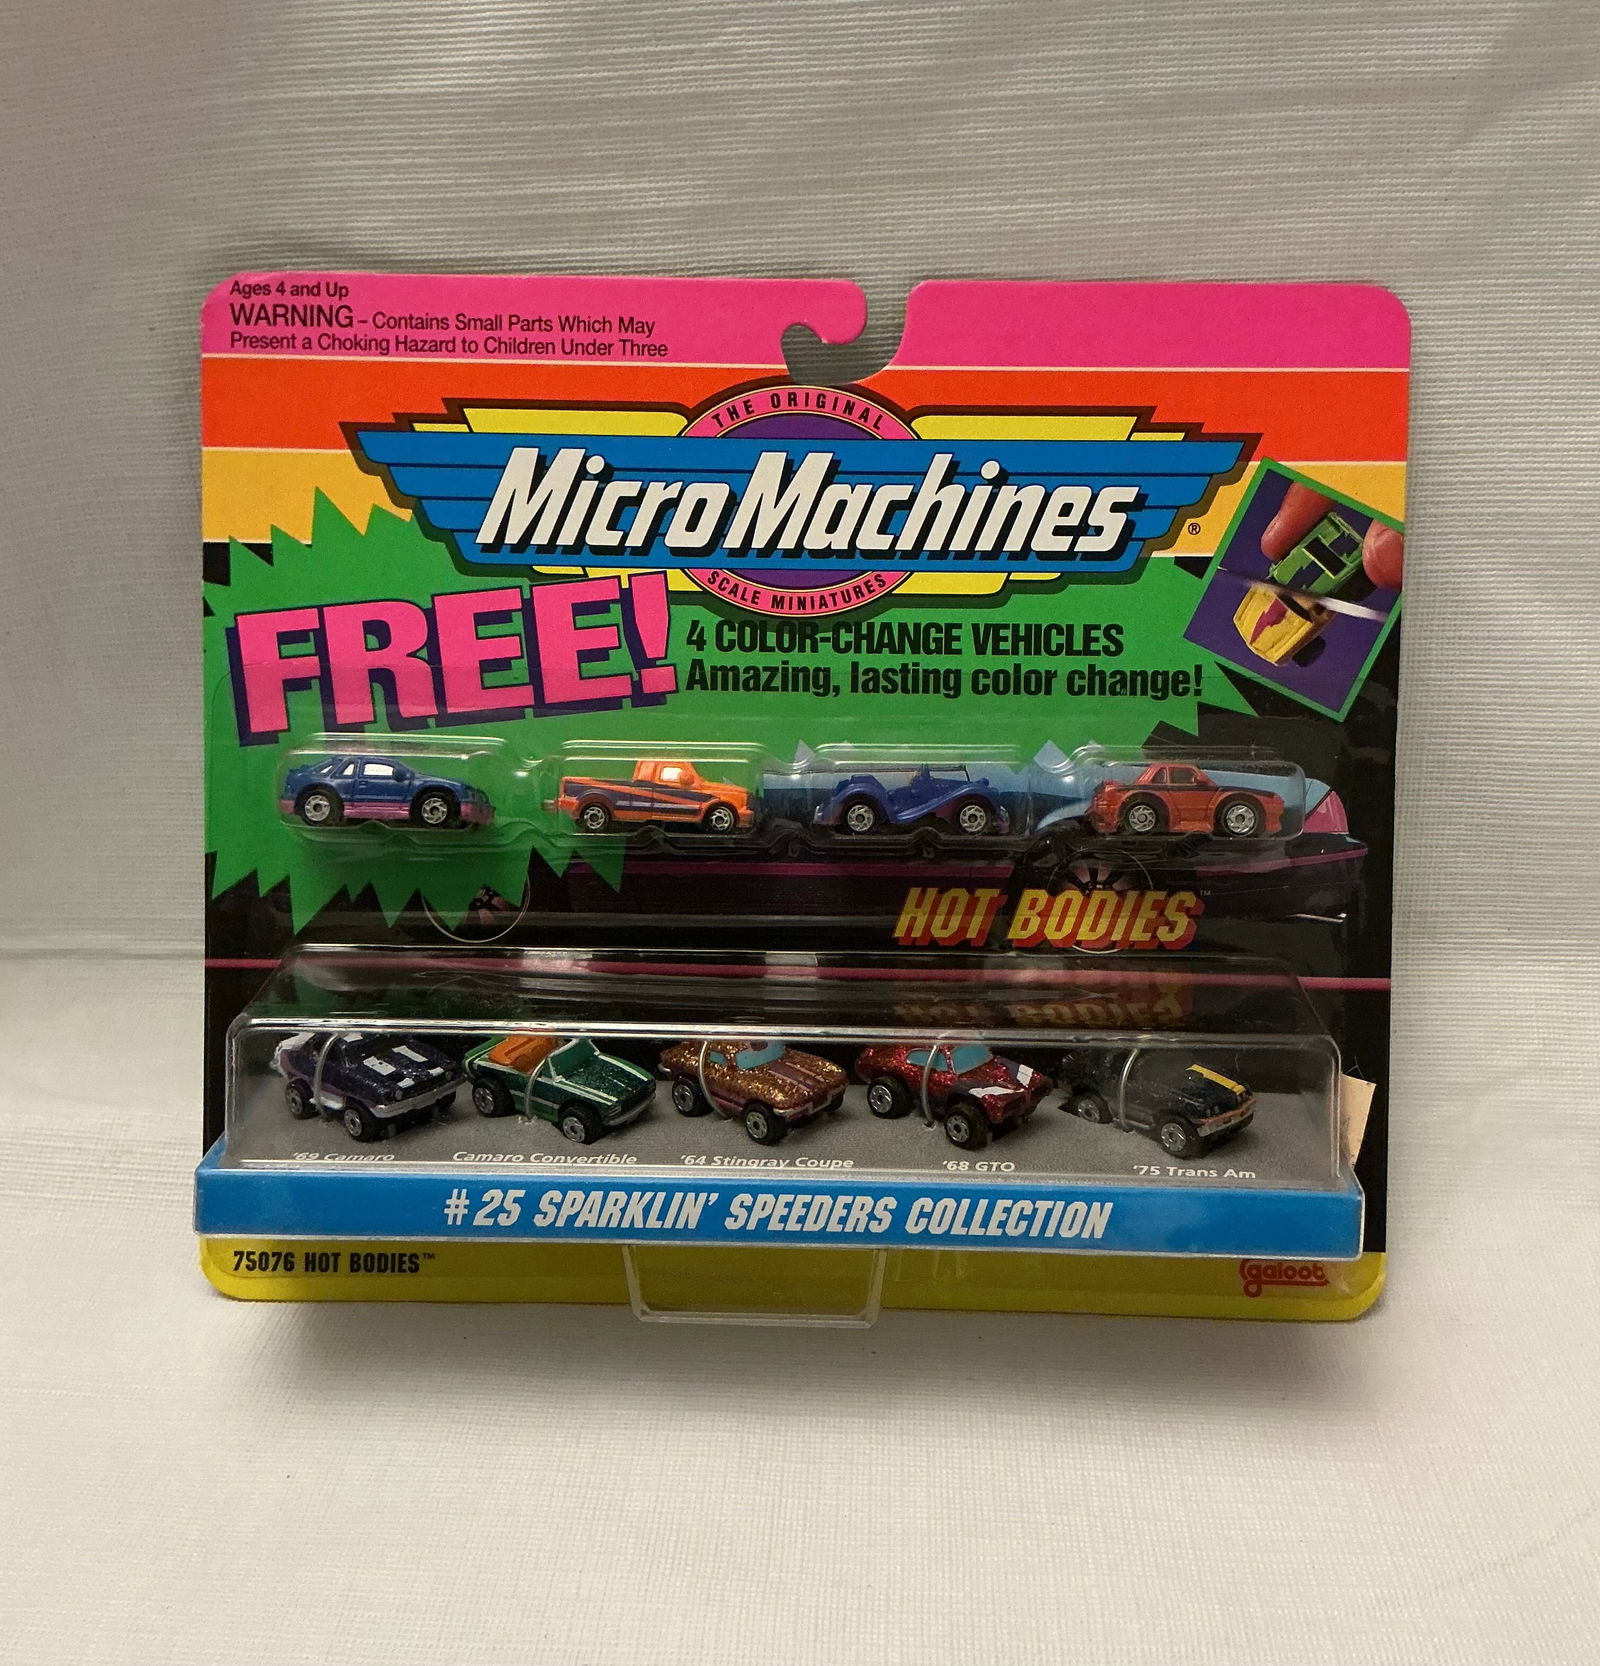 Ages 4 and Up
WARNING – Contains Small Parts Which May
Present a Choking Hazard to Children Under Three
THE ORIGINAL
Micro Machines®
SCALE MINIATURES
FREE!
4 COLOR-CHANGE VEHICLES
Amazing, lasting color change!
HOT BODIES™
'69 Camaro
Camaro Convertible
'64 Stingray Coupe
'68 GTO
'75 Trans Am
# 25 SPARKLIN' SPEEDERS COLLECTION
75076 HOT BODIES™
galoob